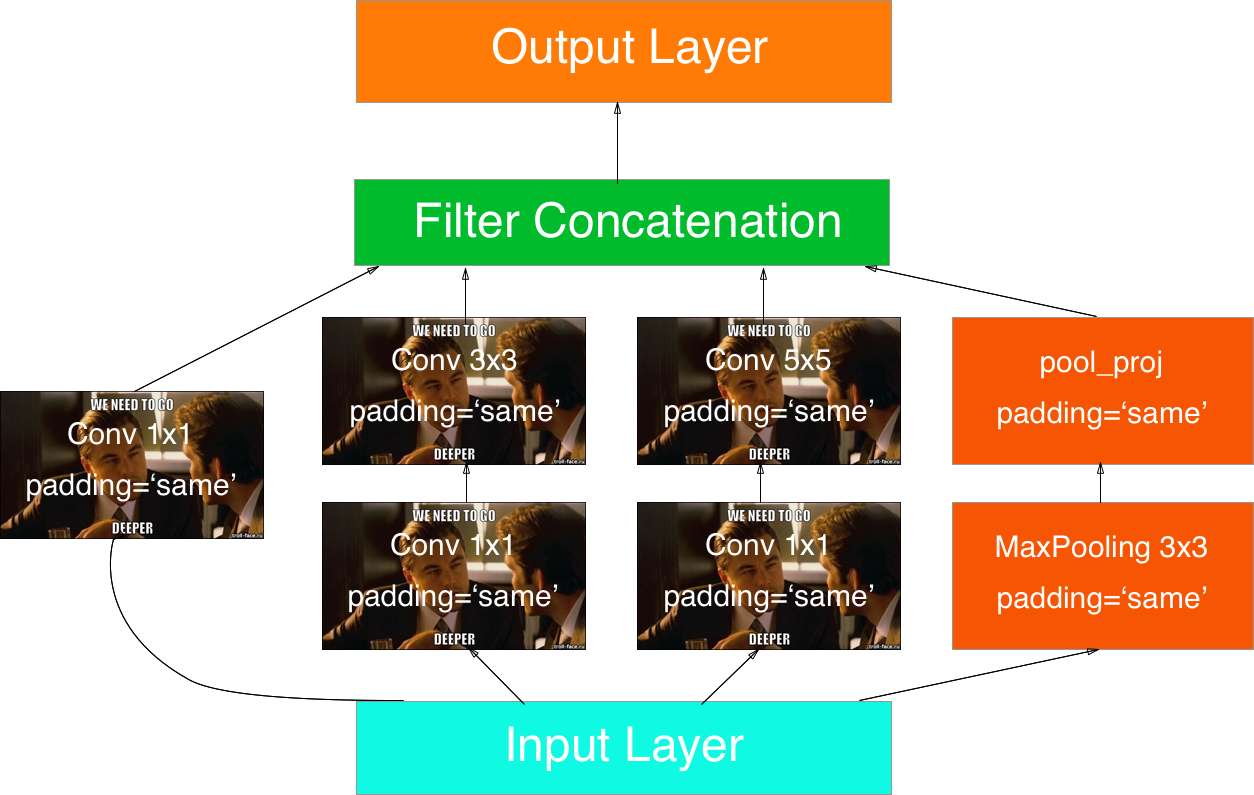 Output Layer
Filter Concatenation
WE NEED TO GO
Conv 3x3
padding=‘same’
DEEPER
troll-face.ru
WE NEED TO GO
Conv 5x5
padding=‘same’
DEEPER
troll-face.ru
pool_proj
padding=‘same’
WE NEED TO GO
Conv 1x1
padding=‘same’
DEEPER
troll-face.ru
WE NEED TO GO
Conv 1x1
padding=‘same’
DEEPER
troll-face.ru
WE NEED TO GO
Conv 1x1
padding=‘same’
DEEPER
troll-face.ru
MaxPooling 3x3
padding=‘same’
Input Layer